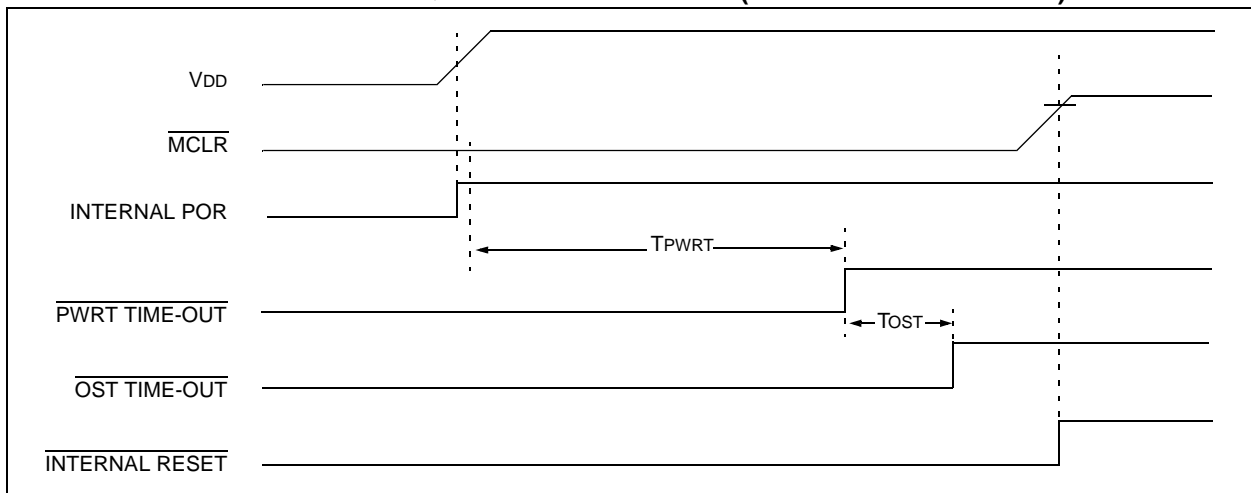 VDD
MCLR
INTERNAL POR
TPWRT
PWRT TIME-OUT
TOST
OST TIME-OUT
INTERNAL RESET